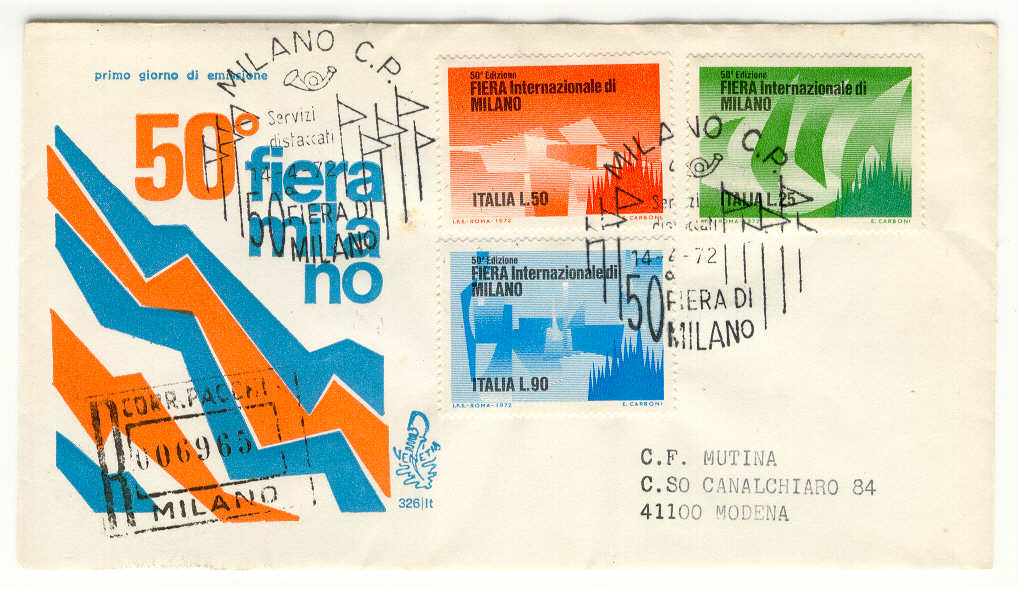 primo giorno di emissione
50°
fiera
mila
no
MILANO C.P.
Servizi
distaccati
14-4-72
50°
FIERA DI
MILANO
50ª Edizione
FIERA Internazionale di
MILANO
ITALIA L.50
I.P.S.-ROMA-1972 E. CARBONI
50ª Edizione
FIERA Internazionale di
MILANO
ITALIA L.25
I.P.S.-ROMA-1972 E. CARBONI
MILANO C.P.
Servizi
distaccati
14-4-72
50°
FIERA DI
MILANO
50ª Edizione
FIERA Internazionale di
MILANO
ITALIA L.90
I.P.S.-ROMA-1972 E. CARBONI
R
CORR. PACCHI
006965
MILANO
326|It
C.F. MUTINA
C.SO CANALCHIARO 84
41100 MODENA